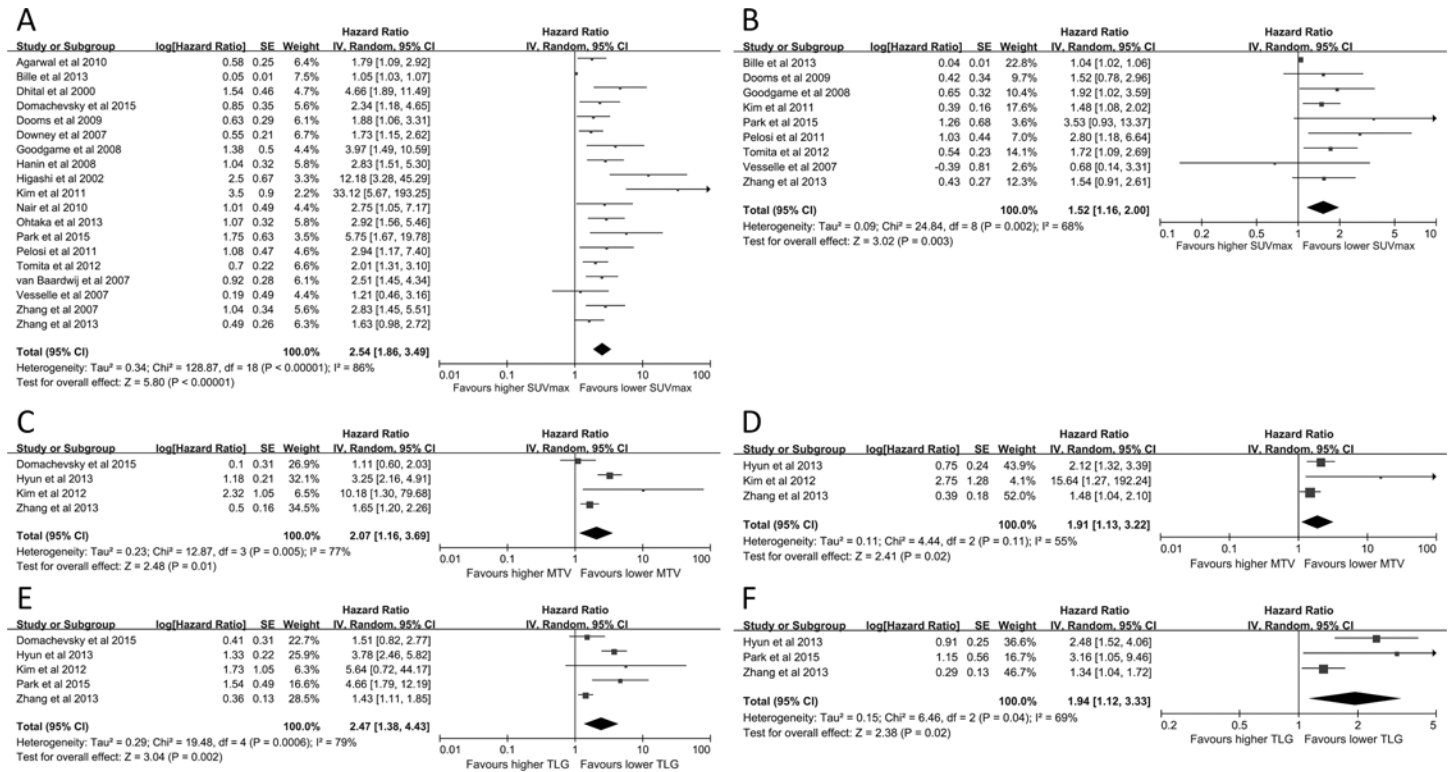 A
Hazard Ratio Hazard Ratio
Study or Subgroup log[Hazard Ratio] SE Weight IV, Random, 95% CI IV, Random, 95% CI
Agarwal et al 2010 0.58 0.25 6.4% 1.79 [1.09, 2.92]
Bille et al 2013 0.05 0.01 8.1% 1.05 [1.03, 1.07]
Dhital et al 2000 1.54 0.46 4.7% 4.66 [1.89, 11.49]
Domachevsky et al 2015 0.85 0.35 5.6% 2.34 [1.18, 4.65]
Dooms et al 2009 0.63 0.29 6.1% 1.88 [1.06, 3.31]
Downey et al 2007 0.55 0.21 6.7% 1.73 [1.15, 2.62]
Goodgame et al 2008 1.38 0.5 4.4% 3.97 [1.49, 10.59]
Hanin et al 2008 1.04 0.32 5.8% 2.83 [1.51, 5.30]
Higashi et al 2002 2.5 0.67 3.3% 12.18 [3.28, 45.29]
Kim et al 2011 3.5 0.9 2.2% 33.12 [5.67, 193.25]
Nair et al 2010 1.01 0.49 4.4% 2.75 [1.05, 7.17]
Ohtaka et al 2013 1.07 0.32 5.8% 2.92 [1.56, 5.46]
Park et al 2015 1.75 0.63 3.5% 5.75 [1.67, 19.78]
Pelosi et al 2011 1.08 0.47 4.6% 2.94 [1.17, 7.40]
Tomita et al 2012 0.7 0.22 6.6% 2.01 [1.31, 3.10]
van Baardwij et al 2007 0.92 0.28 6.1% 2.51 [1.45, 4.34]
Vesselle et al 2007 0.19 0.49 4.4% 1.21 [0.46, 3.16]
Zhang et al 2007 1.04 0.34 5.6% 2.83 [1.45, 5.51]
Zhang et al 2013 0.49 0.26 6.3% 1.63 [0.98, 2.72]
Total (95% CI) 100.0% 2.54 [1.86, 3.49]
Heterogeneity: Tau² = 0.34; Chi² = 128.87, df = 18 (P < 0.00001); I² = 86%
Test for overall effect: Z = 5.80 (P < 0.00001)
0.01 0.1 1 10 100
Favours higher SUVmax Favours lower SUVmax
B
Hazard Ratio Hazard Ratio
Study or Subgroup log[Hazard Ratio] SE Weight IV, Random, 95% CI IV, Random, 95% CI
Bille et al 2013 0.04 0.01 22.8% 1.04 [1.02, 1.06]
Dooms et al 2009 0.42 0.34 9.7% 1.52 [0.78, 2.96]
Goodgame et al 2008 0.65 0.32 10.4% 1.92 [1.02, 3.59]
Kim et al 2011 0.39 0.16 17.6% 1.48 [1.08, 2.02]
Park et al 2015 1.26 0.68 3.6% 3.53 [0.93, 13.37]
Pelosi et al 2011 1.03 0.44 7.0% 2.80 [1.18, 6.64]
Tomita et al 2012 0.54 0.23 14.1% 1.72 [1.09, 2.69]
Vesselle et al 2007 -0.39 0.81 2.6% 0.68 [0.14, 3.31]
Zhang et al 2013 0.43 0.27 12.3% 1.54 [0.91, 2.61]
Total (95% CI) 100.0% 1.52 [1.16, 2.00]
Heterogeneity: Tau² = 0.09; Chi² = 24.84, df = 8 (P = 0.002); I² = 68%
Test for overall effect: Z = 3.02 (P = 0.003)
0.1 0.2 0.5 1 2 5 10
Favours higher SUVmax Favours lower SUVmax
C
Hazard Ratio Hazard Ratio
Study or Subgroup log[Hazard Ratio] SE Weight IV, Random, 95% CI IV, Random, 95% CI
Domachevsky et al 2015 0.1 0.31 26.9% 1.11 [0.60, 2.03]
Hyun et al 2013 1.18 0.21 32.1% 3.25 [2.16, 4.91]
Kim et al 2012 2.32 1.05 6.5% 10.18 [1.30, 79.68]
Zhang et al 2013 0.5 0.16 34.5% 1.65 [1.20, 2.26]
Total (95% CI) 100.0% 2.07 [1.16, 3.69]
Heterogeneity: Tau² = 0.23; Chi² = 12.87, df = 3 (P = 0.005); I² = 77%
Test for overall effect: Z = 2.48 (P = 0.01)
0.01 0.1 1 10 100
Favours higher MTV Favours lower MTV
D
Hazard Ratio Hazard Ratio
Study or Subgroup log[Hazard Ratio] SE Weight IV, Random, 95% CI IV, Random, 95% CI
Hyun et al 2013 0.75 0.24 43.9% 2.12 [1.32, 3.39]
Kim et al 2012 2.75 1.28 4.1% 15.64 [1.27, 192.24]
Zhang et al 2013 0.39 0.18 52.0% 1.48 [1.04, 2.10]
Total (95% CI) 100.0% 1.91 [1.13, 3.22]
Heterogeneity: Tau² = 0.11; Chi² = 4.44, df = 2 (P = 0.11); I² = 55%
Test for overall effect: Z = 2.41 (P = 0.02)
0.01 0.1 1 10 100
Favours higher MTV Favours lower MTV
E
Hazard Ratio Hazard Ratio
Study or Subgroup log[Hazard Ratio] SE Weight IV, Random, 95% CI IV, Random, 95% CI
Domachevsky et al 2015 0.41 0.31 22.7% 1.51 [0.82, 2.77]
Hyun et al 2013 1.33 0.22 25.9% 3.78 [2.46, 5.82]
Kim et al 2012 1.73 1.05 6.3% 5.64 [0.72, 44.17]
Park et al 2015 1.54 0.49 16.6% 4.66 [1.79, 12.19]
Zhang et al 2013 0.36 0.13 28.5% 1.43 [1.11, 1.85]
Total (95% CI) 100.0% 2.47 [1.38, 4.43]
Heterogeneity: Tau² = 0.29; Chi² = 19.48, df = 4 (P = 0.0006); I² = 79%
Test for overall effect: Z = 3.04 (P = 0.002)
0.01 0.1 1 10 100
Favours higher TLG Favours lower TLG
F
Hazard Ratio Hazard Ratio
Study or Subgroup log[Hazard Ratio] SE Weight IV, Random, 95% CI IV, Random, 95% CI
Hyun et al 2013 0.91 0.25 36.6% 2.48 [1.52, 4.06]
Park et al 2015 1.15 0.56 16.7% 3.16 [1.05, 9.46]
Zhang et al 2013 0.29 0.13 46.7% 1.34 [1.04, 1.72]
Total (95% CI) 100.0% 1.94 [1.12, 3.33]
Heterogeneity: Tau² = 0.15; Chi² = 6.46, df = 2 (P = 0.04); I² = 69%
Test for overall effect: Z = 2.38 (P = 0.02)
0.2 0.5 1 2 5
Favours higher TLG Favours lower TLG